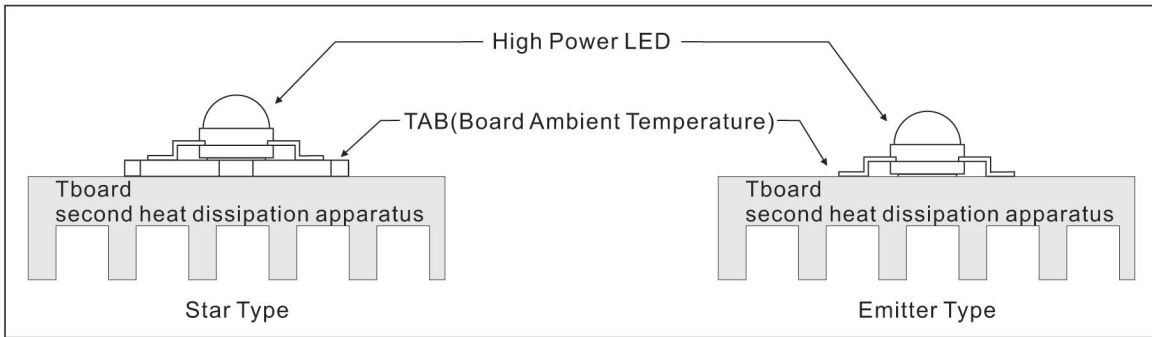 High Power LED
TAB(Board Ambient Temperature)
Tboard
second heat dissipation apparatus
Tboard
second heat dissipation apparatus
Star Type
Emitter Type